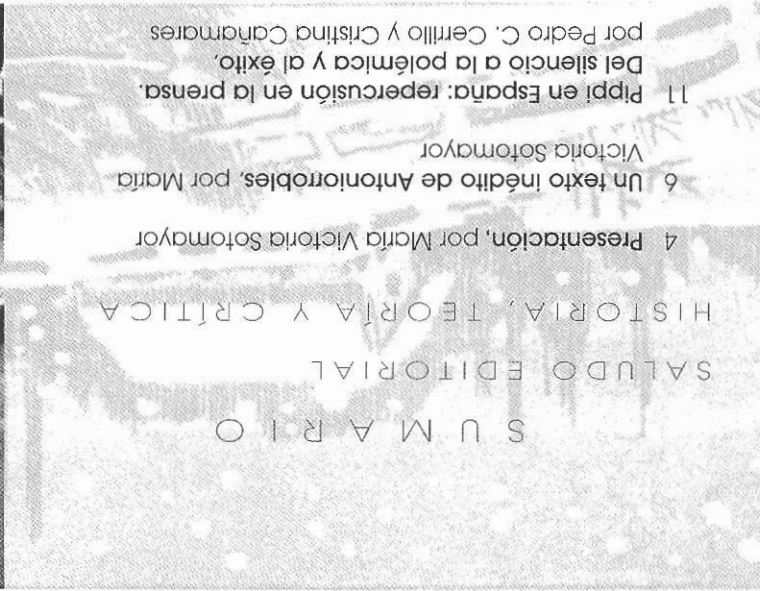 SUMARIO
SALUDO EDITORIAL
HISTORIA, TEORÍA Y CRÍTICA
4 Presentación, por María Victoria Sotomayor
6 Un texto inédito de Antoniorrobles, por María
Victoria Sotomayor
11 Pippi en España: repercusión en la prensa.
Del silencio a la polémica y al éxito,
por Pedro C. Cerrillo y Cristina Cañamares